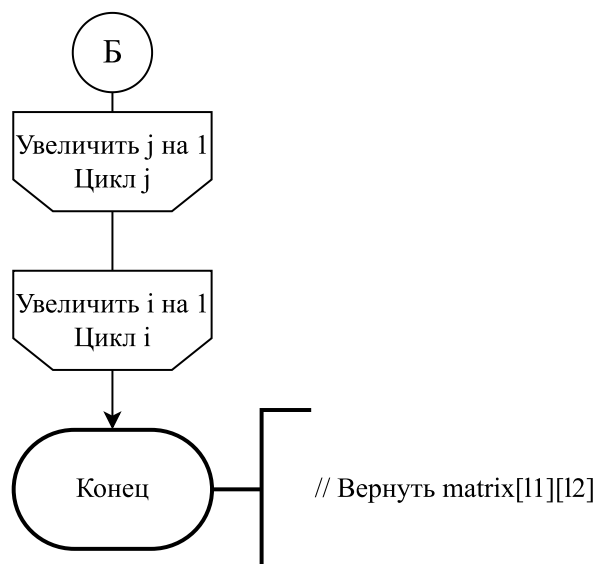 Б
Увеличить j на 1
Цикл j
Увеличить i на 1
Цикл i
Конец
// Вернуть matrix[l1][l2]